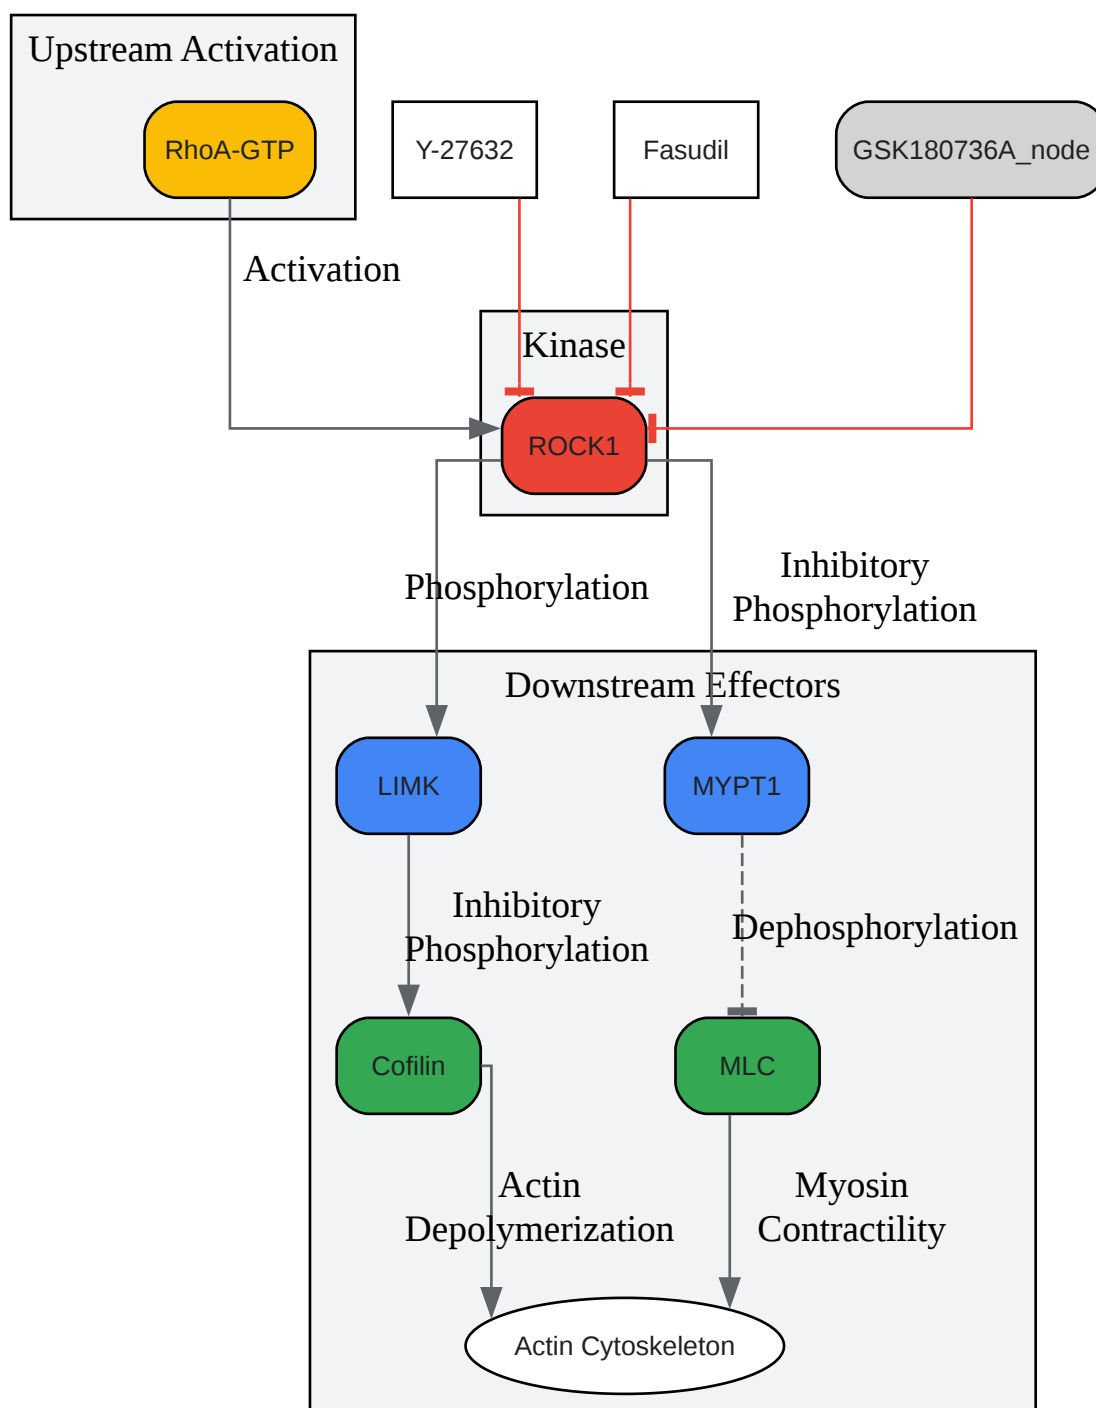 Upstream Activation
RhoA-GTP
Y-27632
Fasudil
GSK180736A_node
Activation
Kinase
ROCK1
Phosphorylation
Inhibitory
Phosphorylation
Downstream Effectors
LIMK
MYPT1
Inhibitory
Phosphorylation
Dephosphorylation
Cofilin
MLC
Actin
Depolymerization
Myosin
Contractility
Actin Cytoskeleton